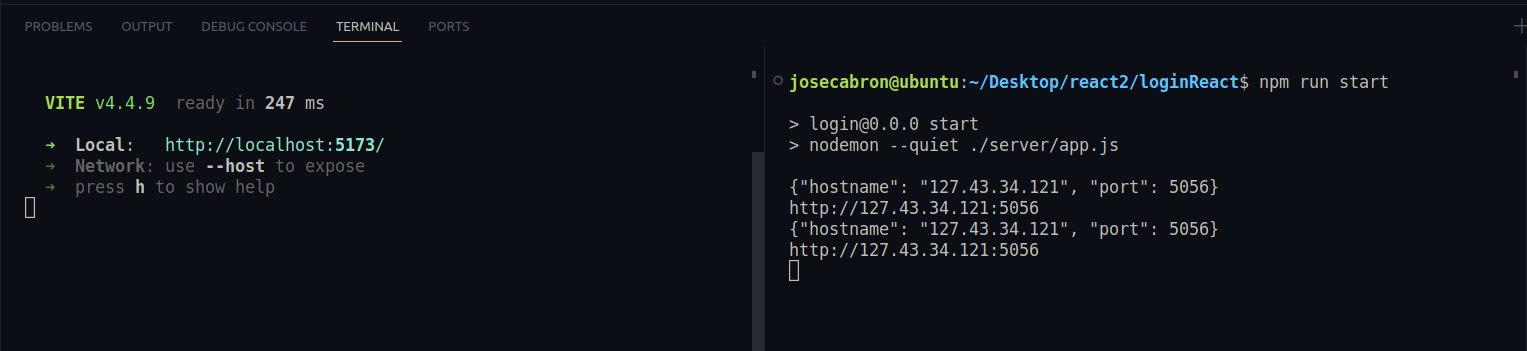 PROBLEMS OUTPUT DEBUG CONSOLE TERMINAL PORTS
VITE v4.4.9 ready in 247 ms
➜ Local: http://localhost:5173/
➜ Network: use --host to expose
➜ press h to show help
josecabron@ubuntu:~/Desktop/react2/loginReact$ npm run start
> login@0.0.0 start
> nodemon --quiet ./server/app.js
{"hostname": "127.43.34.121", "port": 5056}
http://127.43.34.121:5056
{"hostname": "127.43.34.121", "port": 5056}
http://127.43.34.121:5056